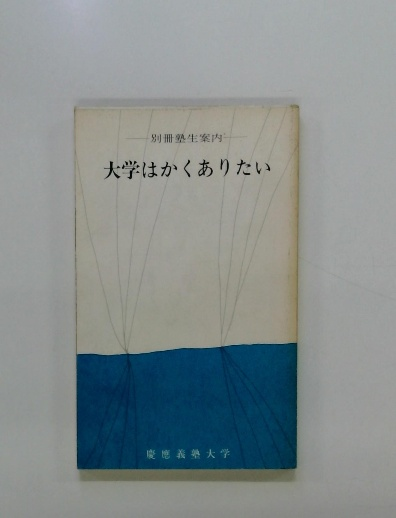 ―別冊塾生案内―
大学はかくありたい
慶應義塾大学